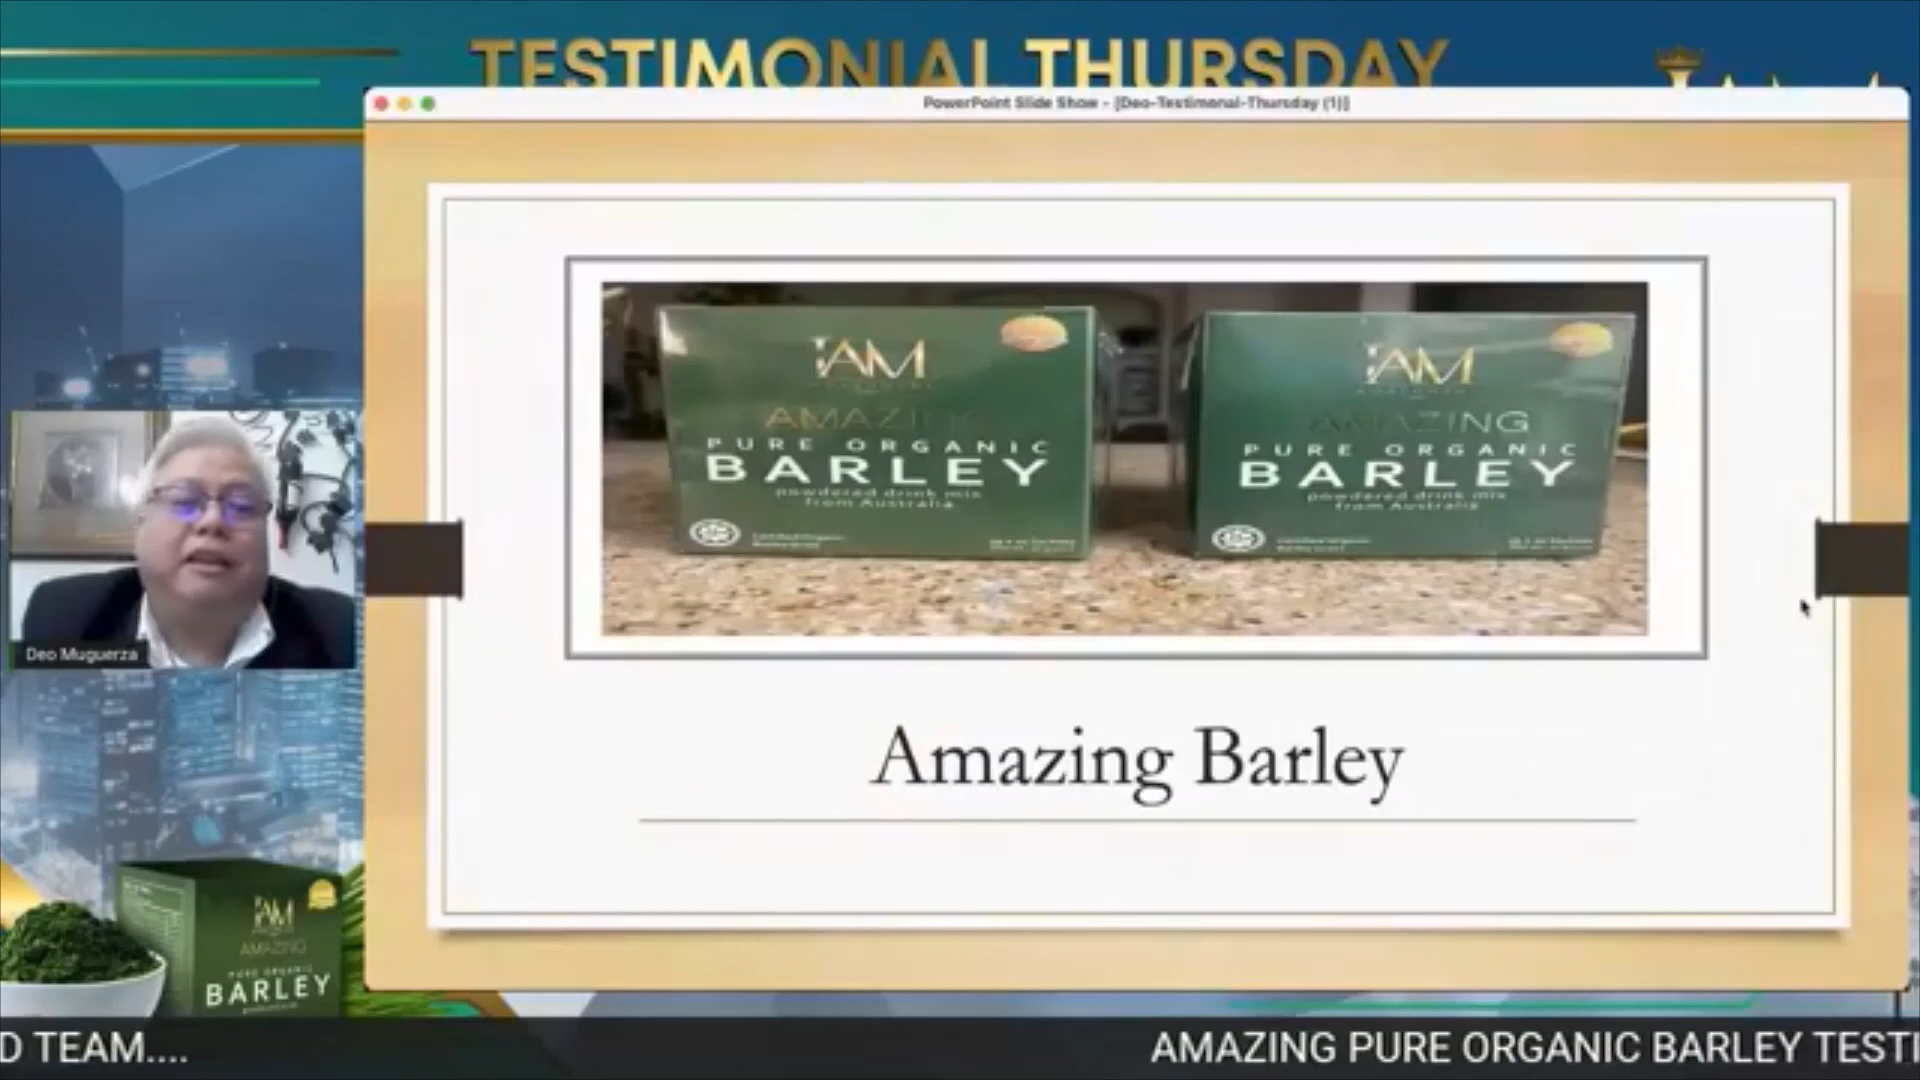 TESTIMONIAL THURSDAY
PowerPoint Slide Show - [Deo-Testimonal-Thursday (1)]
IAM
AMAZING
PURE ORGANIC
BARLEY
powdered drink mix
from Australia
IAM
AMAZING
PURE ORGANIC
BARLEY
powdered drink mix
from Australia
Deo Muguerza
Amazing Barley
IAM
AMAZING
PURE ORGANIC
BARLEY
D TEAM....
AMAZING PURE ORGANIC BARLEY TESTI